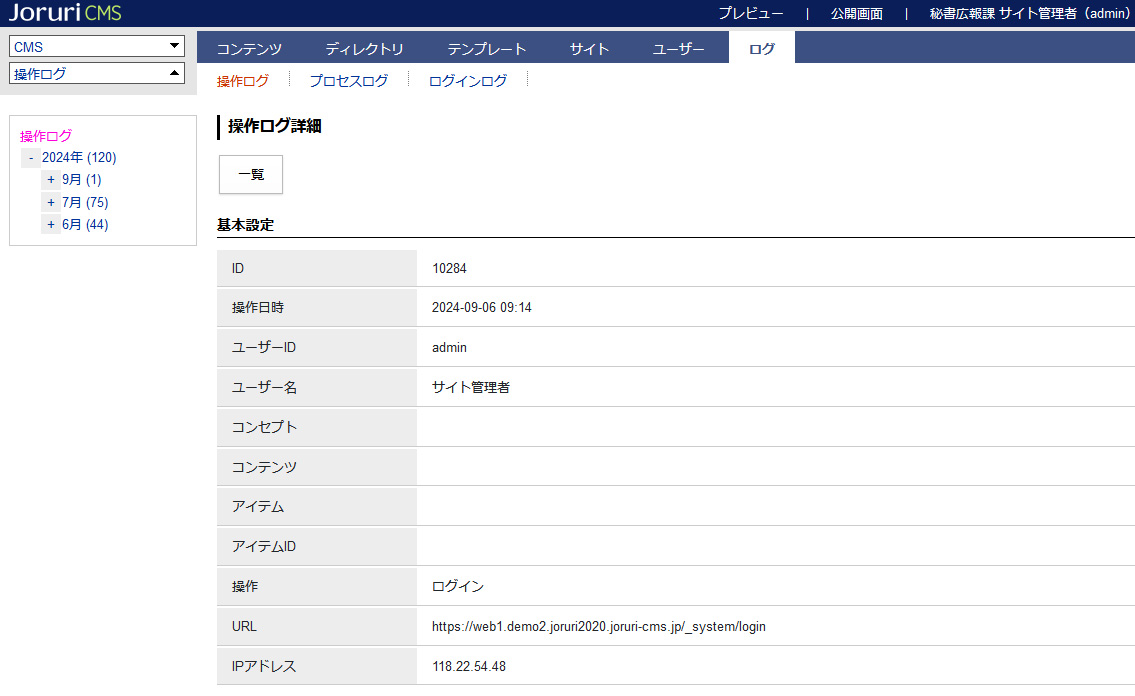 Joruri CMS
プレビュー | 公開画面 | 秘書広報課 サイト管理者（admin）
CMS
操作ログ
コンテンツ ディレクトリ テンプレート サイト ユーザー ログ
操作ログ プロセスログ ログインログ
操作ログ
- 2024年 (120)
+ 9月 (1)
+ 7月 (75)
+ 6月 (44)
操作ログ詳細
一覧
基本設定
ID 10284
操作日時 2024-09-06 09:14
ユーザーID admin
ユーザー名 サイト管理者
コンセプト
コンテンツ
アイテム
アイテムID
操作 ログイン
URL https://web1.demo2.joruri2020.joruri-cms.jp/_system/login
IPアドレス 118.22.54.48